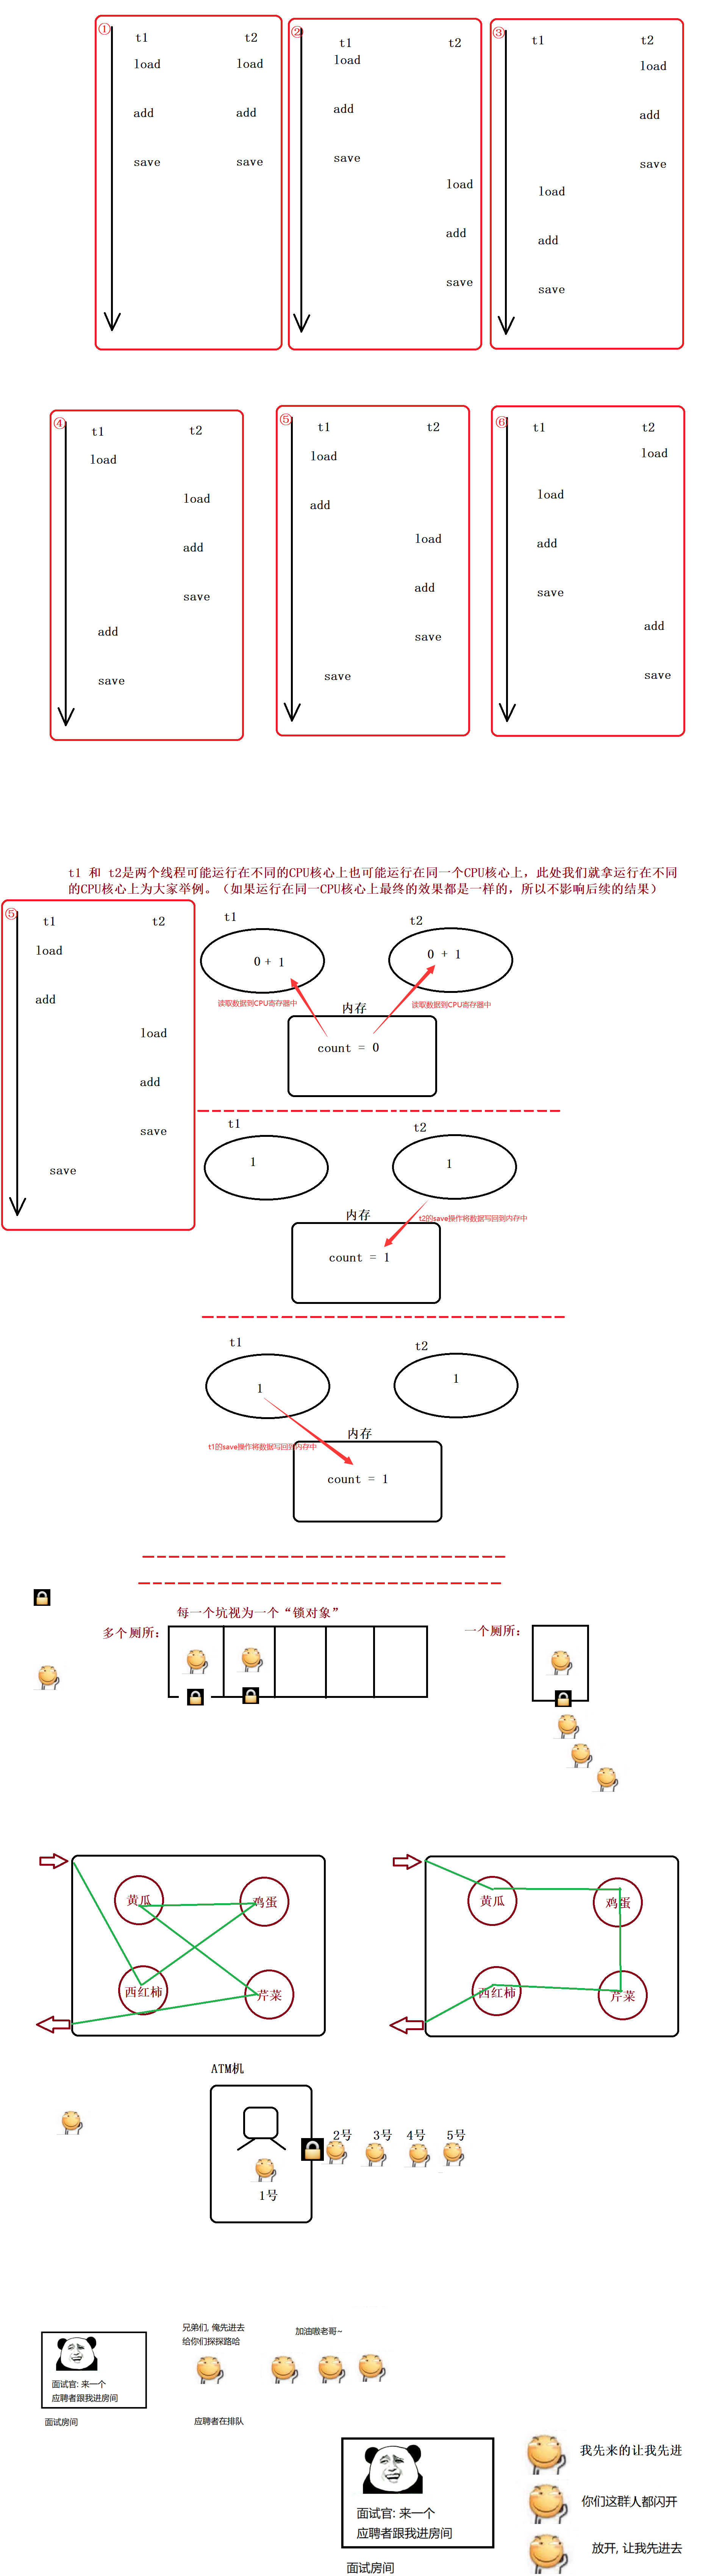 ①
t1 t2
load load
add add
save save
②
t1 t2
load
add
save
load
add
save
③
t1 t2
load
add
save
load
add
save
④
t1 t2
load
load
add
save
add
save
⑤
t1 t2
load
add
load
add
save
save
⑥
t1 t2
load
load
add
save
add
save
t1 和 t2是两个线程可能运行在不同的CPU核心上也可能运行在同一个CPU核心上，此处我们就拿运行在不同
的CPU核心上为大家举例。（如果运行在同一CPU核心上最终的效果都是一样的，所以不影响后续的结果）
⑤
t1 t2
load
add
load
add
save
save
t1 t2
0 + 1 0 + 1
读取数据到CPU寄存器中 读取数据到CPU寄存器中
内存
count = 0
t1 t2
1 1
内存
t2的save操作将数据写回到内存中
count = 1
t1 t2
1 1
内存
t1的save操作将数据写回到内存中
count = 1
每一个坑视为一个“锁对象”
多个厕所：
一个厕所：
黄瓜 鸡蛋
西红柿 芹菜
黄瓜 鸡蛋
西红柿 芹菜
ATM机
1号
2号 3号 4号 5号
兄弟们, 俺先进去
给你们探探路哈
加油嗷老哥~
面试官: 来一个
应聘者跟我进房间
面试房间
应聘者在排队
我先来的让我先进
你们这群人都闪开
放开, 让我先进去
面试官: 来一个
应聘者跟我进房间
面试房间